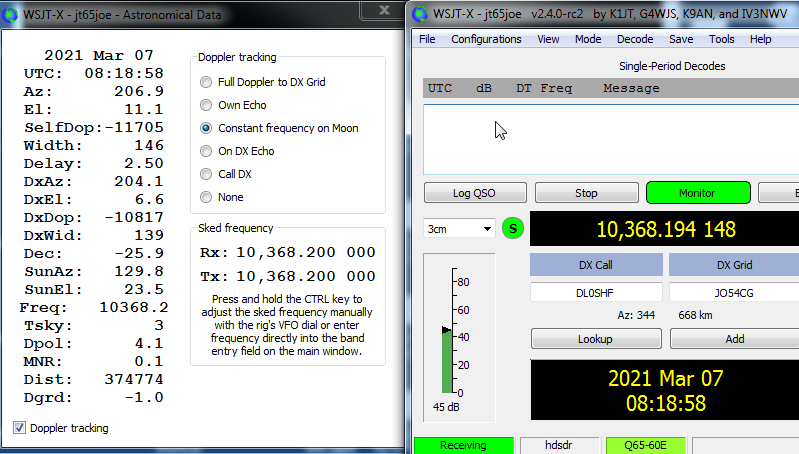 WSJT-X - jt65joe - Astronomical Data
2021 Mar 07
UTC: 08:18:58
Az: 206.9
El: 11.1
SelfDop:-11705
Width: 146
Delay: 2.50
DxAz: 204.1
DxEl: 6.6
DxDop: -10817
DxWid: 139
Dec: -25.9
SunAz: 129.8
SunEl: 23.5
Freq: 10368.2
Tsky: 3
Dpol: 4.1
MNR: 0.1
Dist: 374774
Dgrd: -1.0
Doppler tracking
Doppler tracking
Full Doppler to DX Grid
Own Echo
Constant frequency on Moon
On DX Echo
Call DX
None
Sked frequency
Rx: 10,368.200 000
Tx: 10,368.200 000
Press and hold the CTRL key to
adjust the sked frequency manually
with the rig's VFO dial or enter
frequency directly into the band
entry field on the main window.
WSJT-X - jt65joe v2.4.0-rc2 by K1JT, G4WJS, K9AN, and IV3NWV
File Configurations View Mode Decode Save Tools Help
Single-Period Decodes
UTC dB DT Freq Message
Log QSO Stop Monitor
3cm S 10,368.194 148
DX Call DX Grid
DL0SHF JO54CG
Az: 344 668 km
Lookup Add
80
60
40
20
0
45 dB
2021 Mar 07
08:18:58
Receiving hdsdr Q65-60E